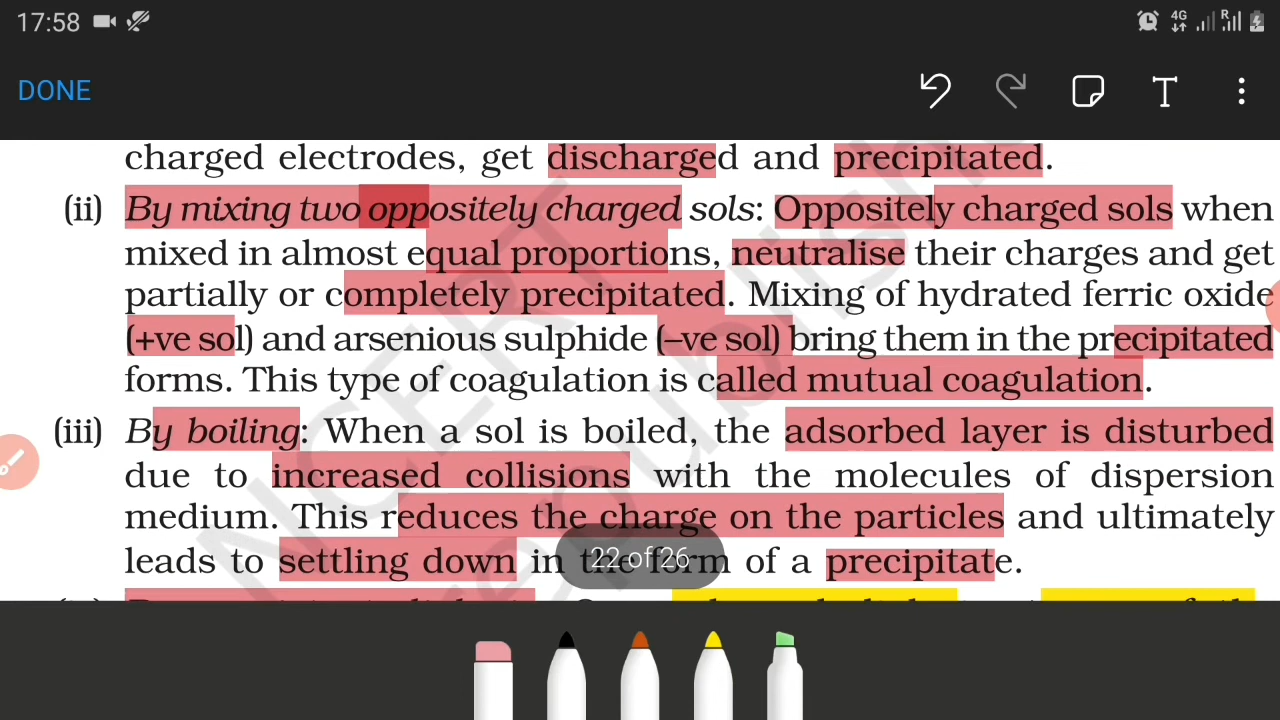 17:58
4G
R
DONE
T
charged electrodes, get discharged and precipitated.
(ii) By mixing two oppositely charged sols: Oppositely charged sols when
mixed in almost equal proportions, neutralise their charges and get
partially or completely precipitated. Mixing of hydrated ferric oxide
(+ve sol) and arsenious sulphide (–ve sol) bring them in the precipitated
forms. This type of coagulation is called mutual coagulation.
(iii) By boiling: When a sol is boiled, the adsorbed layer is disturbed
due to increased collisions with the molecules of dispersion
medium. This reduces the charge on the particles and ultimately
leads to settling down in the form of a precipitate.
22 of 26
NCERT
republishe